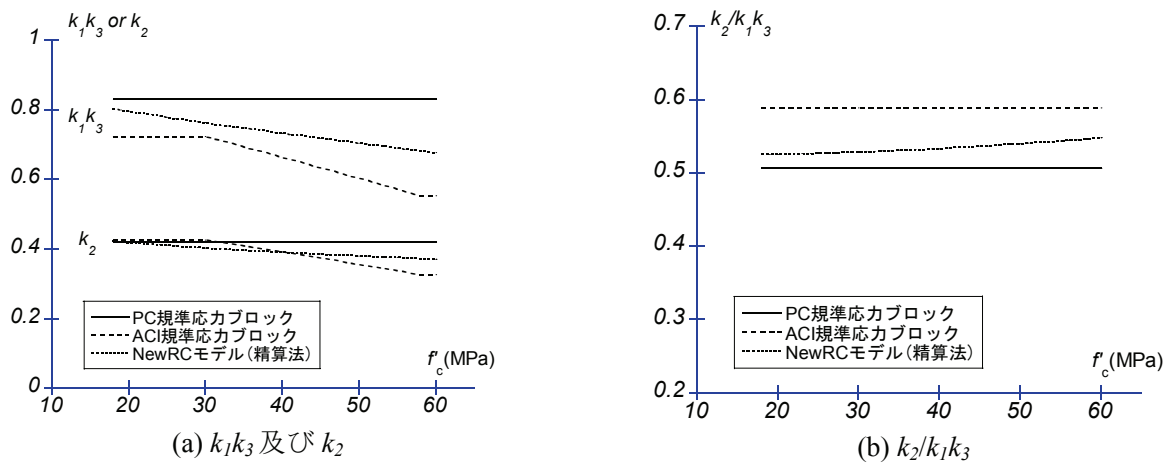 k₁k₃ or k₂
1
0.8
0.6
0.4
0.2
0
k₁k₃
k₂
PC規準応力ブロック
ACI規準応力ブロック
NewRCモデル(精算法)
f'c(MPa)
10 20 30 40 50 60
(a) k₁k₃ 及び k₂
k₂/k₁k₃
0.7
0.6
0.5
0.4
0.3
0.2
PC規準応力ブロック
ACI規準応力ブロック
NewRCモデル(精算法)
f'c(MPa)
10 20 30 40 50 60
(b) k₂/k₁k₃